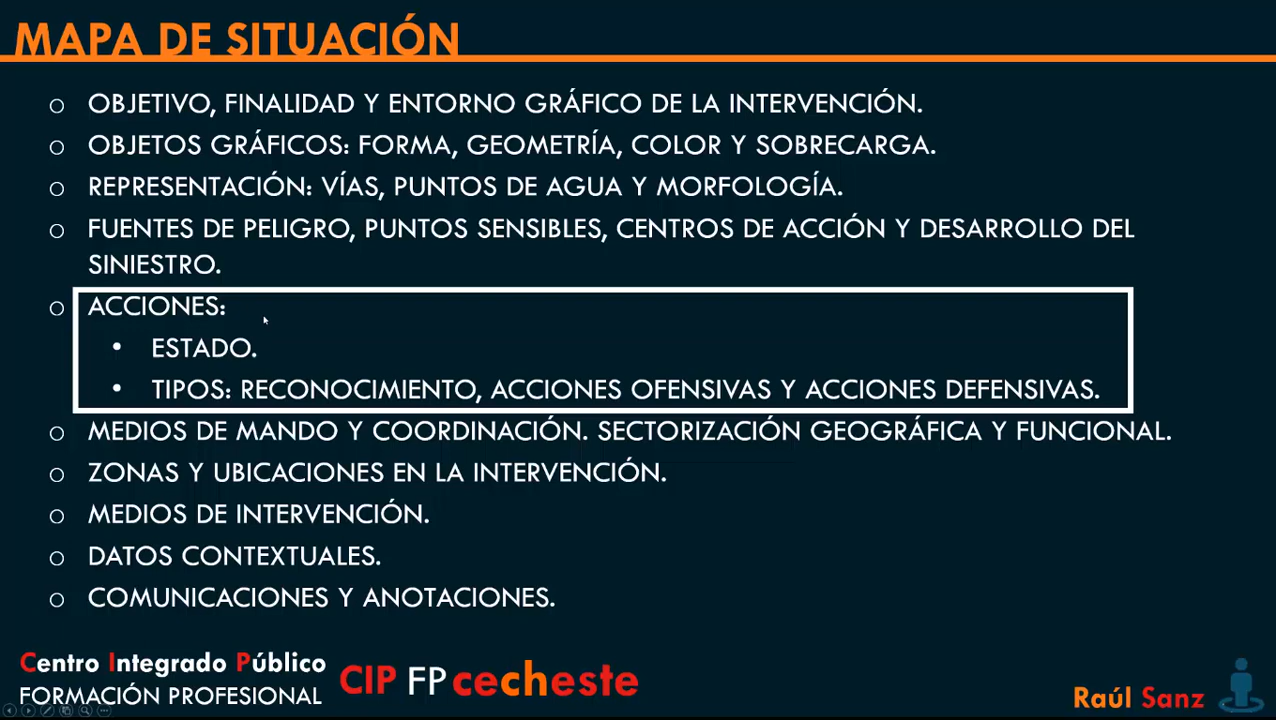 MAPA DE SITUACIÓN
o OBJETIVO, FINALIDAD Y ENTORNO GRÁFICO DE LA INTERVENCIÓN.
o OBJETOS GRÁFICOS: FORMA, GEOMETRÍA, COLOR Y SOBRECARGA.
o REPRESENTACIÓN: VÍAS, PUNTOS DE AGUA Y MORFOLOGÍA.
o FUENTES DE PELIGRO, PUNTOS SENSIBLES, CENTROS DE ACCIÓN Y DESARROLLO DEL
SINIESTRO.
o ACCIONES:
• ESTADO.
• TIPOS: RECONOCIMIENTO, ACCIONES OFENSIVAS Y ACCIONES DEFENSIVAS.
o MEDIOS DE MANDO Y COORDINACIÓN. SECTORIZACIÓN GEOGRÁFICA Y FUNCIONAL.
o ZONAS Y UBICACIONES EN LA INTERVENCIÓN.
o MEDIOS DE INTERVENCIÓN.
o DATOS CONTEXTUALES.
o COMUNICACIONES Y ANOTACIONES.
Centro Integrado Público
FORMACIÓN PROFESIONAL
CIP FP cecheste
Raúl Sanz